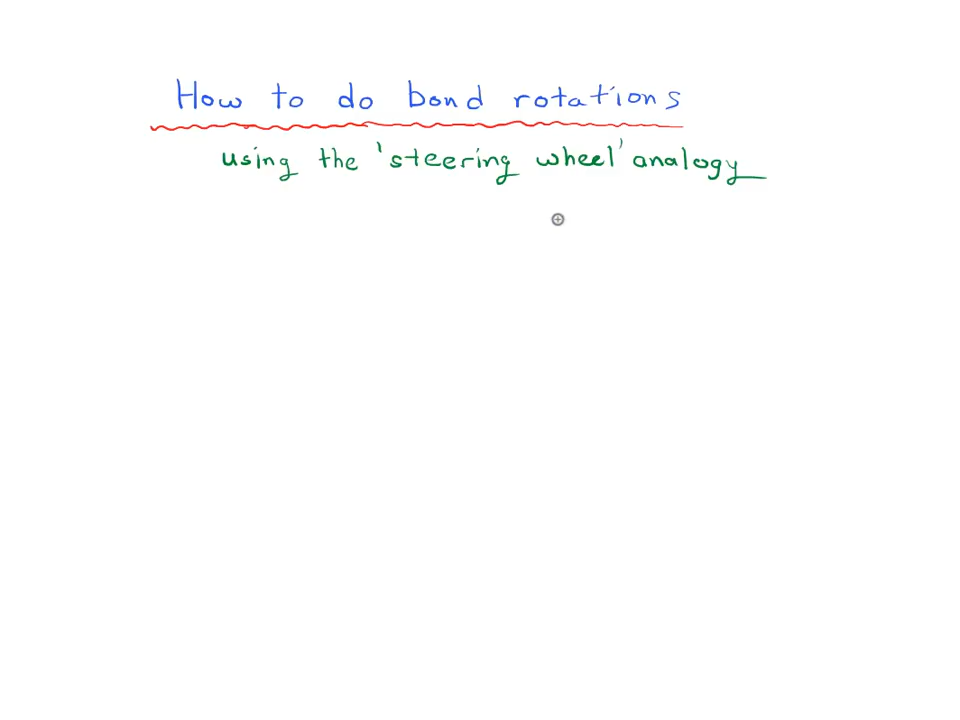 How to do bond rotations
using the 'steering wheel' analogy